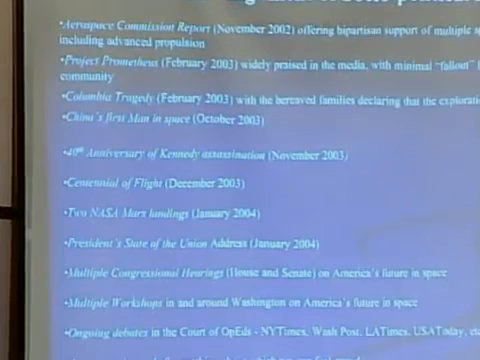 •Aerospace Commission Report (November 2002) offering bipartisan support of multiple
including advanced propulsion
•Project Prometheus (February 2003) widely praised in the media, with minimal "fallout"
community
•Columbia Tragedy (February 2003) with the bereaved families declaring that the
•China's first Man in space (October 2003)
•40th Anniversary of Kennedy assassination (November 2003)
•Centennial of Flight (December 2003)
•Two NASA Mars landings (January 2004)
•President's State of the Union Address (January 2004)
•Multiple Congressional Hearings (House and Senate) on America's future in space
•Multiple Workshops in and around Washington on America's future in space
•Ongoing debates in the Court of OpEds - NYTimes, Wash Post, LATimes, USAToday,